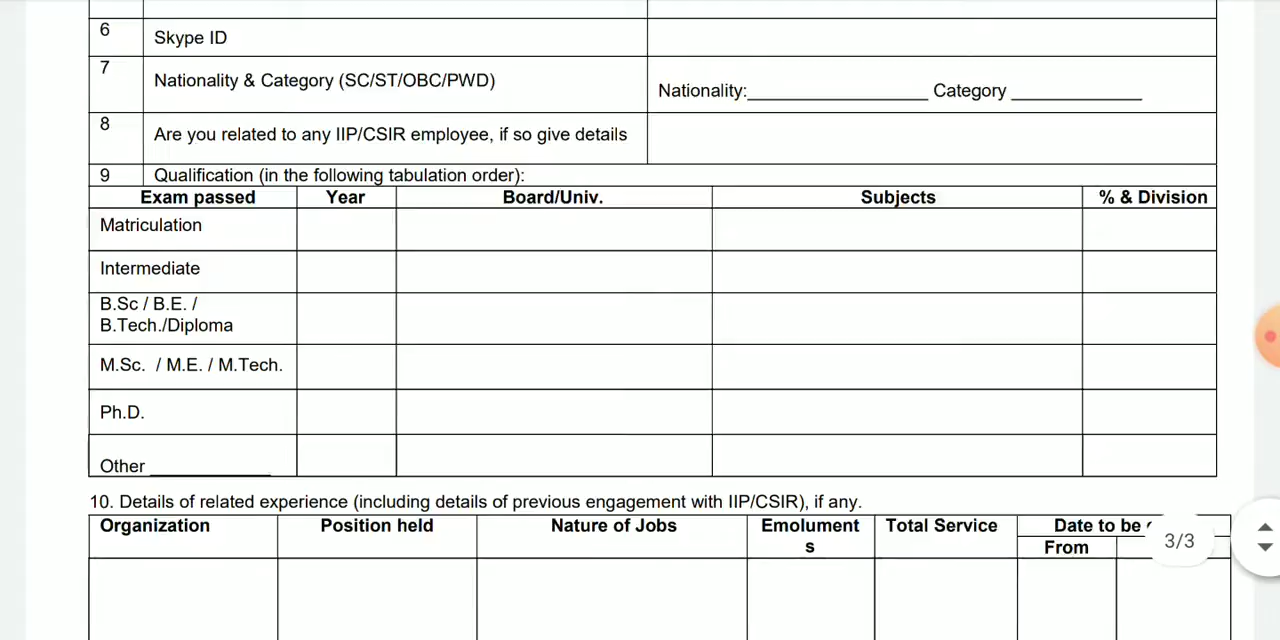 6
Skype ID
7
Nationality & Category (SC/ST/OBC/PWD)
Nationality:__________________ Category _____________
8
Are you related to any IIP/CSIR employee, if so give details
9 Qualification (in the following tabulation order):
Exam passed Year Board/Univ. Subjects % & Division
Matriculation
Intermediate
B.Sc / B.E. /
B.Tech./Diploma
M.Sc. / M.E. / M.Tech.
Ph.D.
Other ____________
10. Details of related experience (including details of previous engagement with IIP/CSIR), if any.
Organization Position held Nature of Jobs Emolument Total Service Date to be
s From
3/3